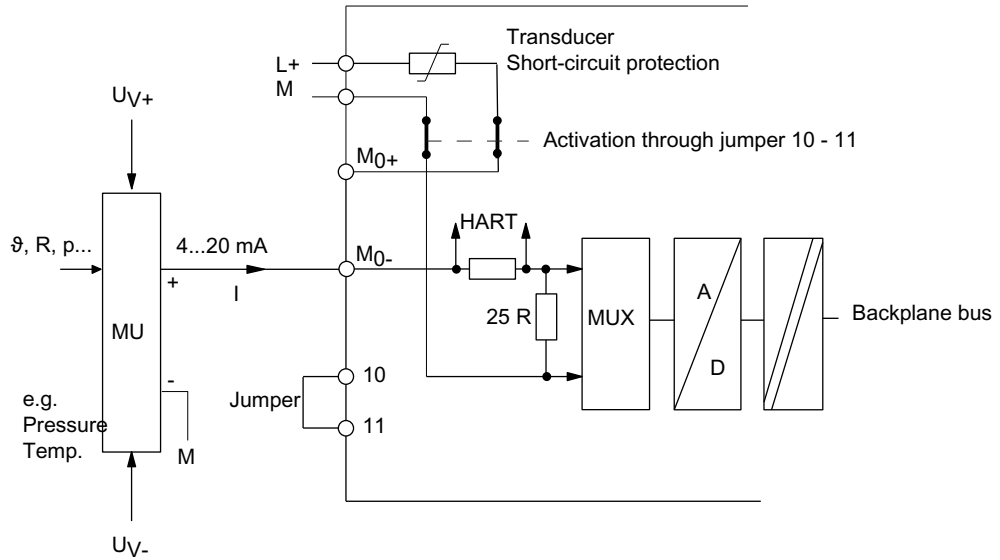 Transducer
Short-circuit protection
L+
M
UV+
Activation through jumper 10 - 11
M0+
HART
ϑ, R, p...
4...20 mA
M0-
+
I
25 R
MUX
A
D
Backplane bus
MU
10
Jumper
11
-
e.g.
Pressure
Temp.
M
UV-